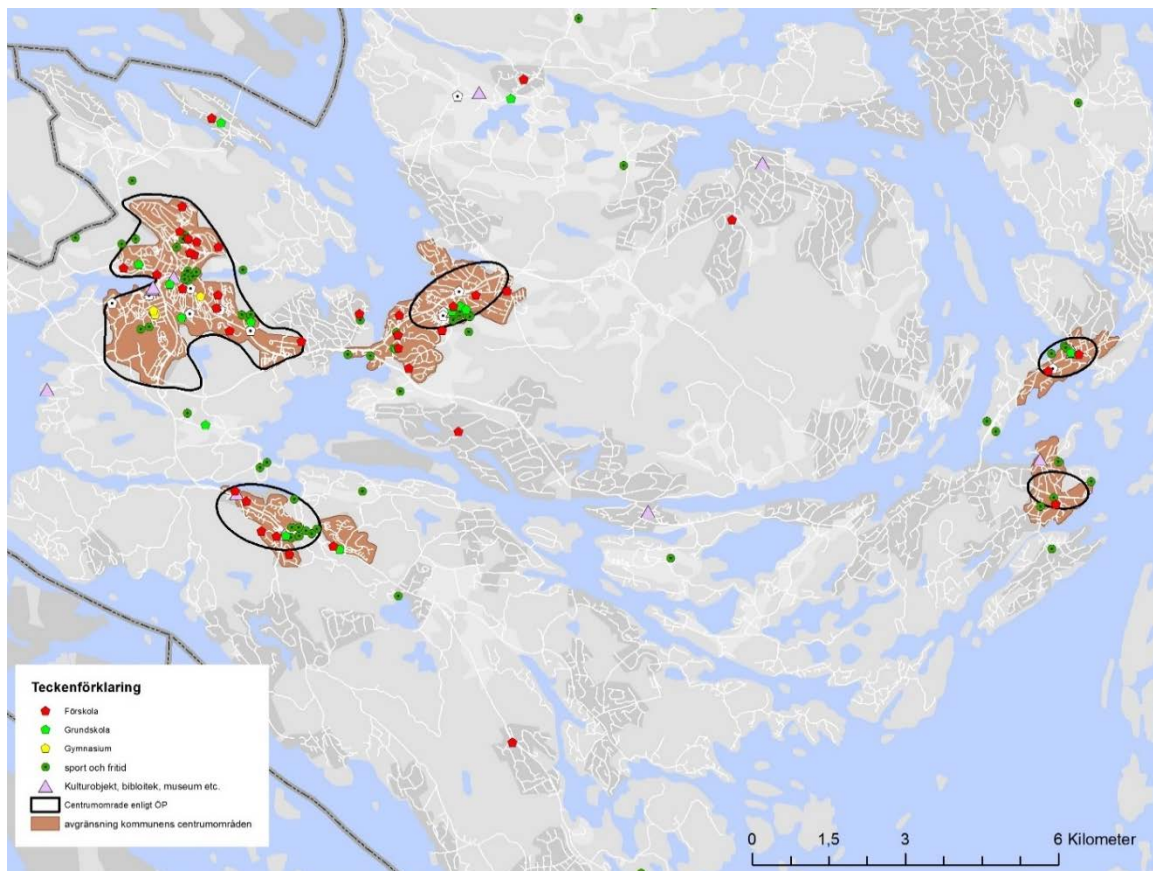 Teckenförklaring
Förskola
Grundskola
Gymnasium
sport och fritid
Kulturobjekt, bibloitek, museum etc.
Centrumområde enligt ÖP
avgränsning kommunens centrumområden
0 1,5 3 6 Kilometer